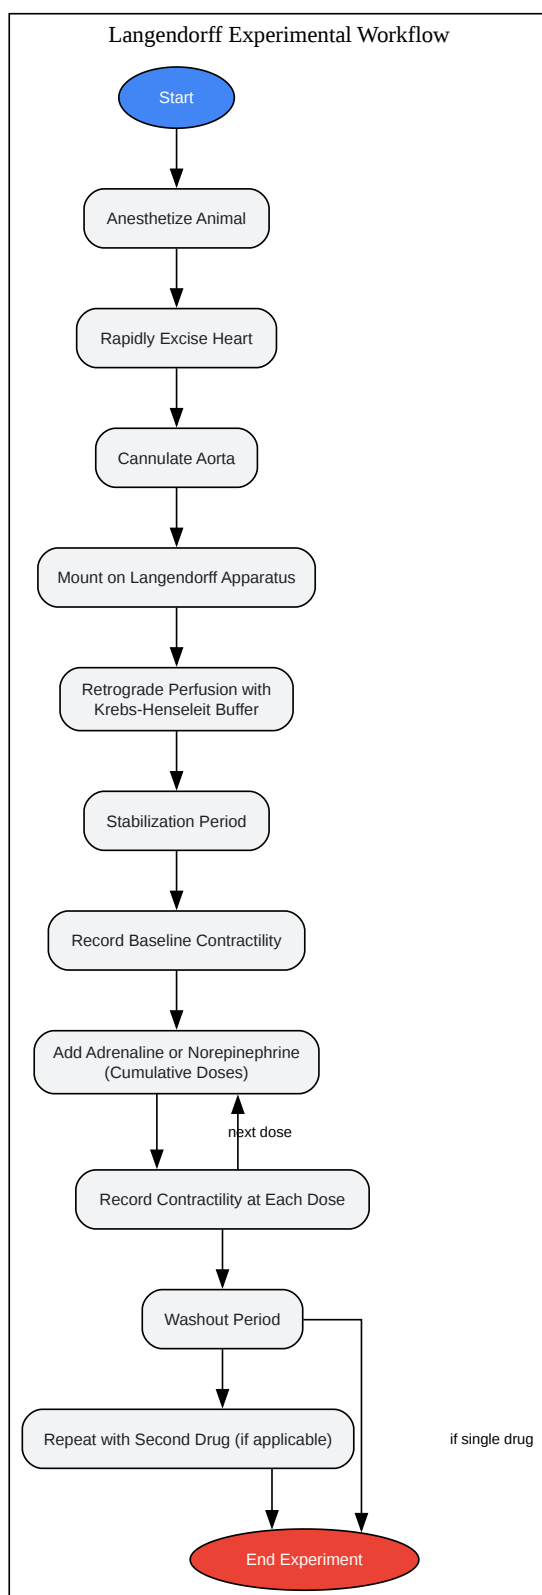 Langendorff Experimental Workflow
Start
Anesthetize Animal
Rapidly Excise Heart
Cannulate Aorta
Mount on Langendorff Apparatus
Retrograde Perfusion with
Krebs-Henseleit Buffer
Stabilization Period
Record Baseline Contractility
Add Adrenaline or Norepinephrine
(Cumulative Doses)
next dose
Record Contractility at Each Dose
Washout Period
Repeat with Second Drug (if applicable)
if single drug
End Experiment